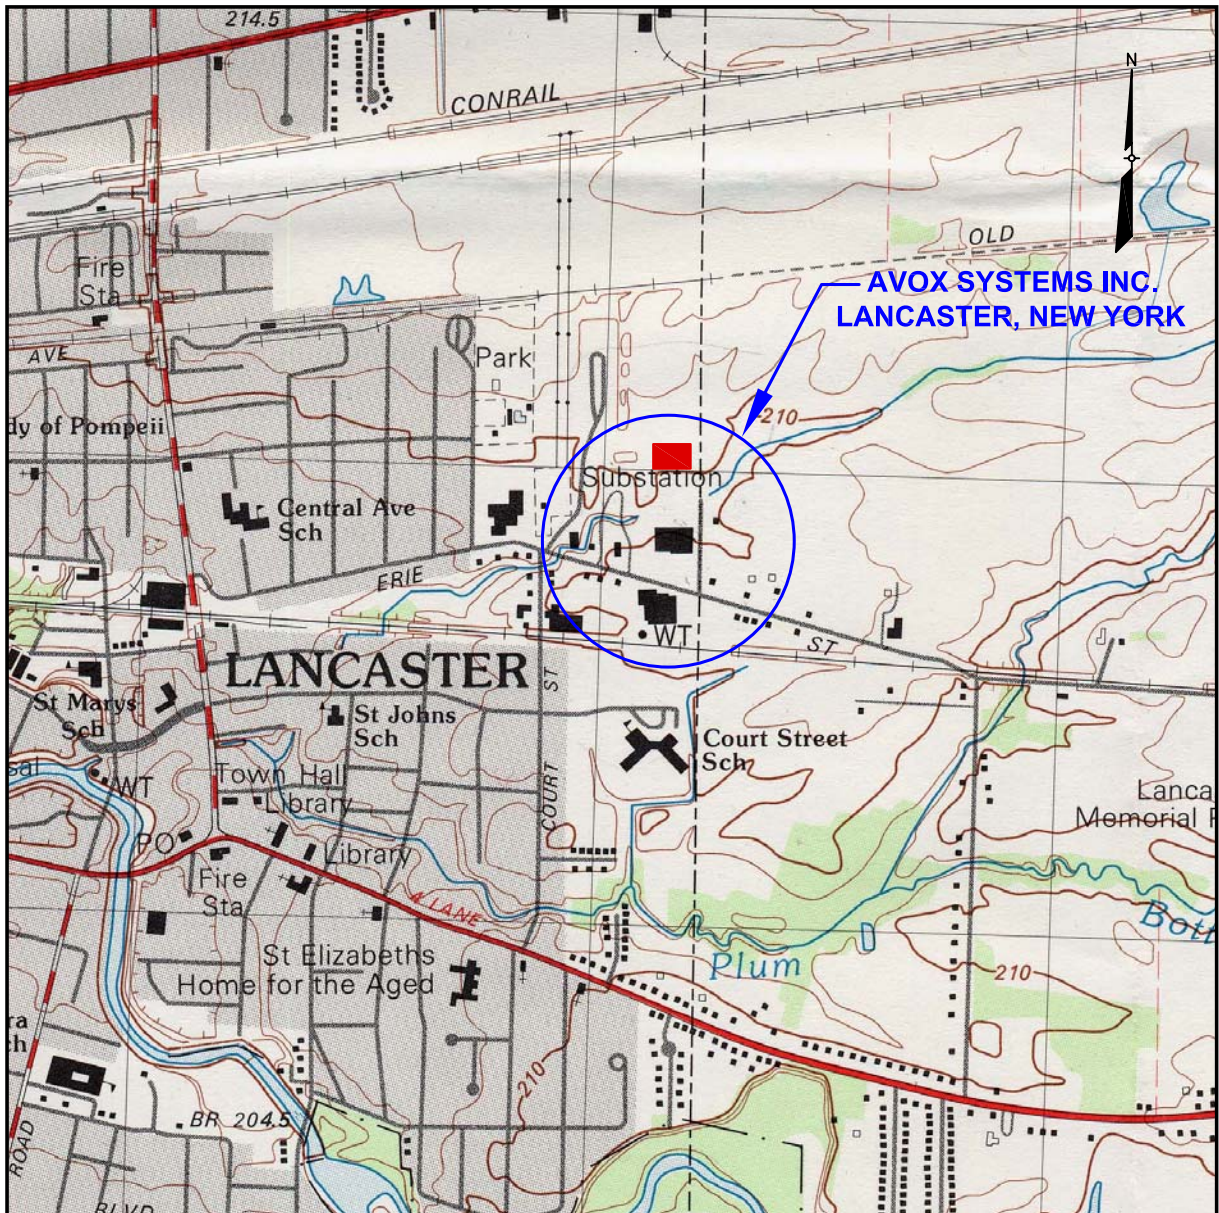 214.5
CONRAIL
N
OLD
Fire
Sta
AVOX SYSTEMS INC.
LANCASTER, NEW YORK
AVE
Park
dy of Pompeii
210
Substation
Central Ave
Sch
ERIE
WT
ST
LANCASTER
ST
St Marys
Sch
St Johns
Sch
Court Street
Sch
sal
WT
Town Hall
Library
COURT
Lanca
Memorial P
PO
Library
Fire
Sta
4 LANE
Bott
St Elizabeths
Home for the Aged
Plum
210
ra
ch
210
BR 204.5
ROAD
BLVD